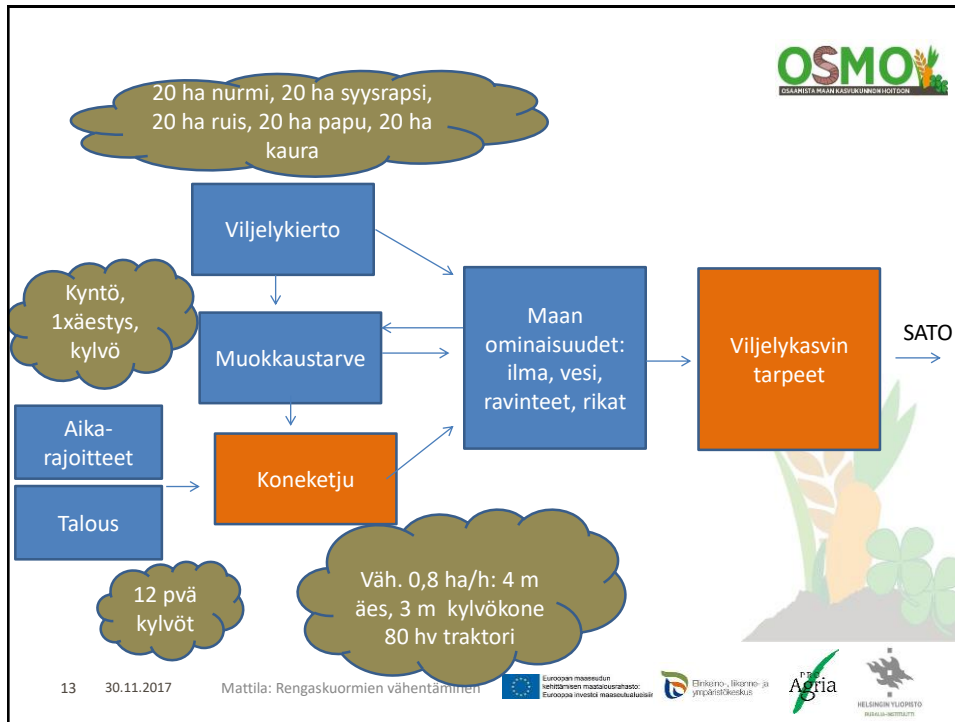 OSMO
OSAAMISTA MAAN KASVUKUNNON HOITOON
20 ha nurmi, 20 ha syysrapsi,
20 ha ruis, 20 ha papu, 20 ha
kaura
Viljelykierto
Kyntö,
1xäestys,
kylvö
Muokkaustarve
Maan
ominaisuudet:
ilma, vesi,
ravinteet, rikat
Viljelykasvin
tarpeet
SATO
Aika-
rajoitteet
Talous
Koneketju
12 pvä
kylvöt
Väh. 0,8 ha/h: 4 m
äes, 3 m kylvökone
80 hv traktori
13
30.11.2017
Mattila: Rengaskuormien vähentäminen
Euroopan maaseudun
kehittämisen maatalousrahasto:
Eurooppa investoi maaseutualueisiin
Elinkeino-, liikenne- ja
ympäristökeskus
PRO
Agria
HELSINGIN YLIOPISTO
RURALIA-INSTITUUTTI